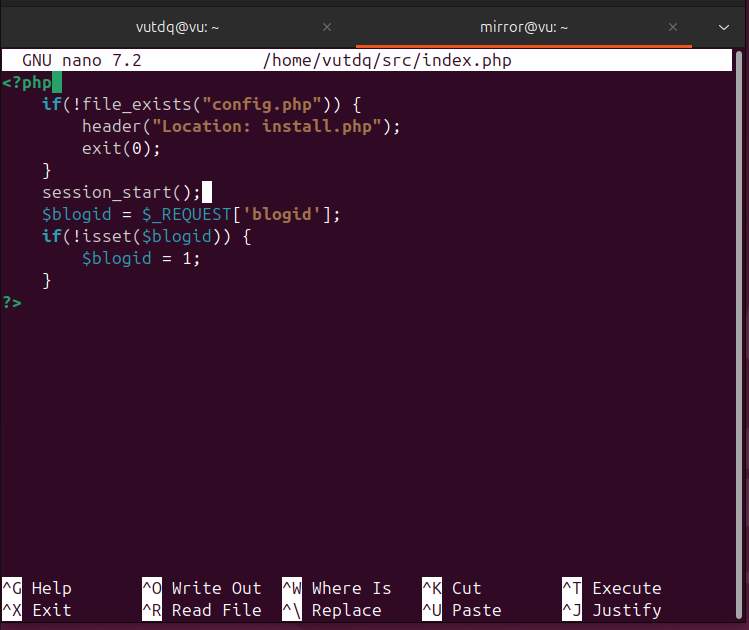 vutdq@vu: ~ × mirror@vu: ~ ×
GNU nano 7.2 /home/vutdq/src/index.php
<?php
    if(!file_exists("config.php")) {
        header("Location: install.php");
        exit(0);
    }
    session_start();
    $blogid = $_REQUEST['blogid'];
    if(!isset($blogid)) {
        $blogid = 1;
    }
?>
^G Help ^O Write Out ^W Where Is ^K Cut ^T Execute
^X Exit ^R Read File ^\ Replace ^U Paste ^J Justify